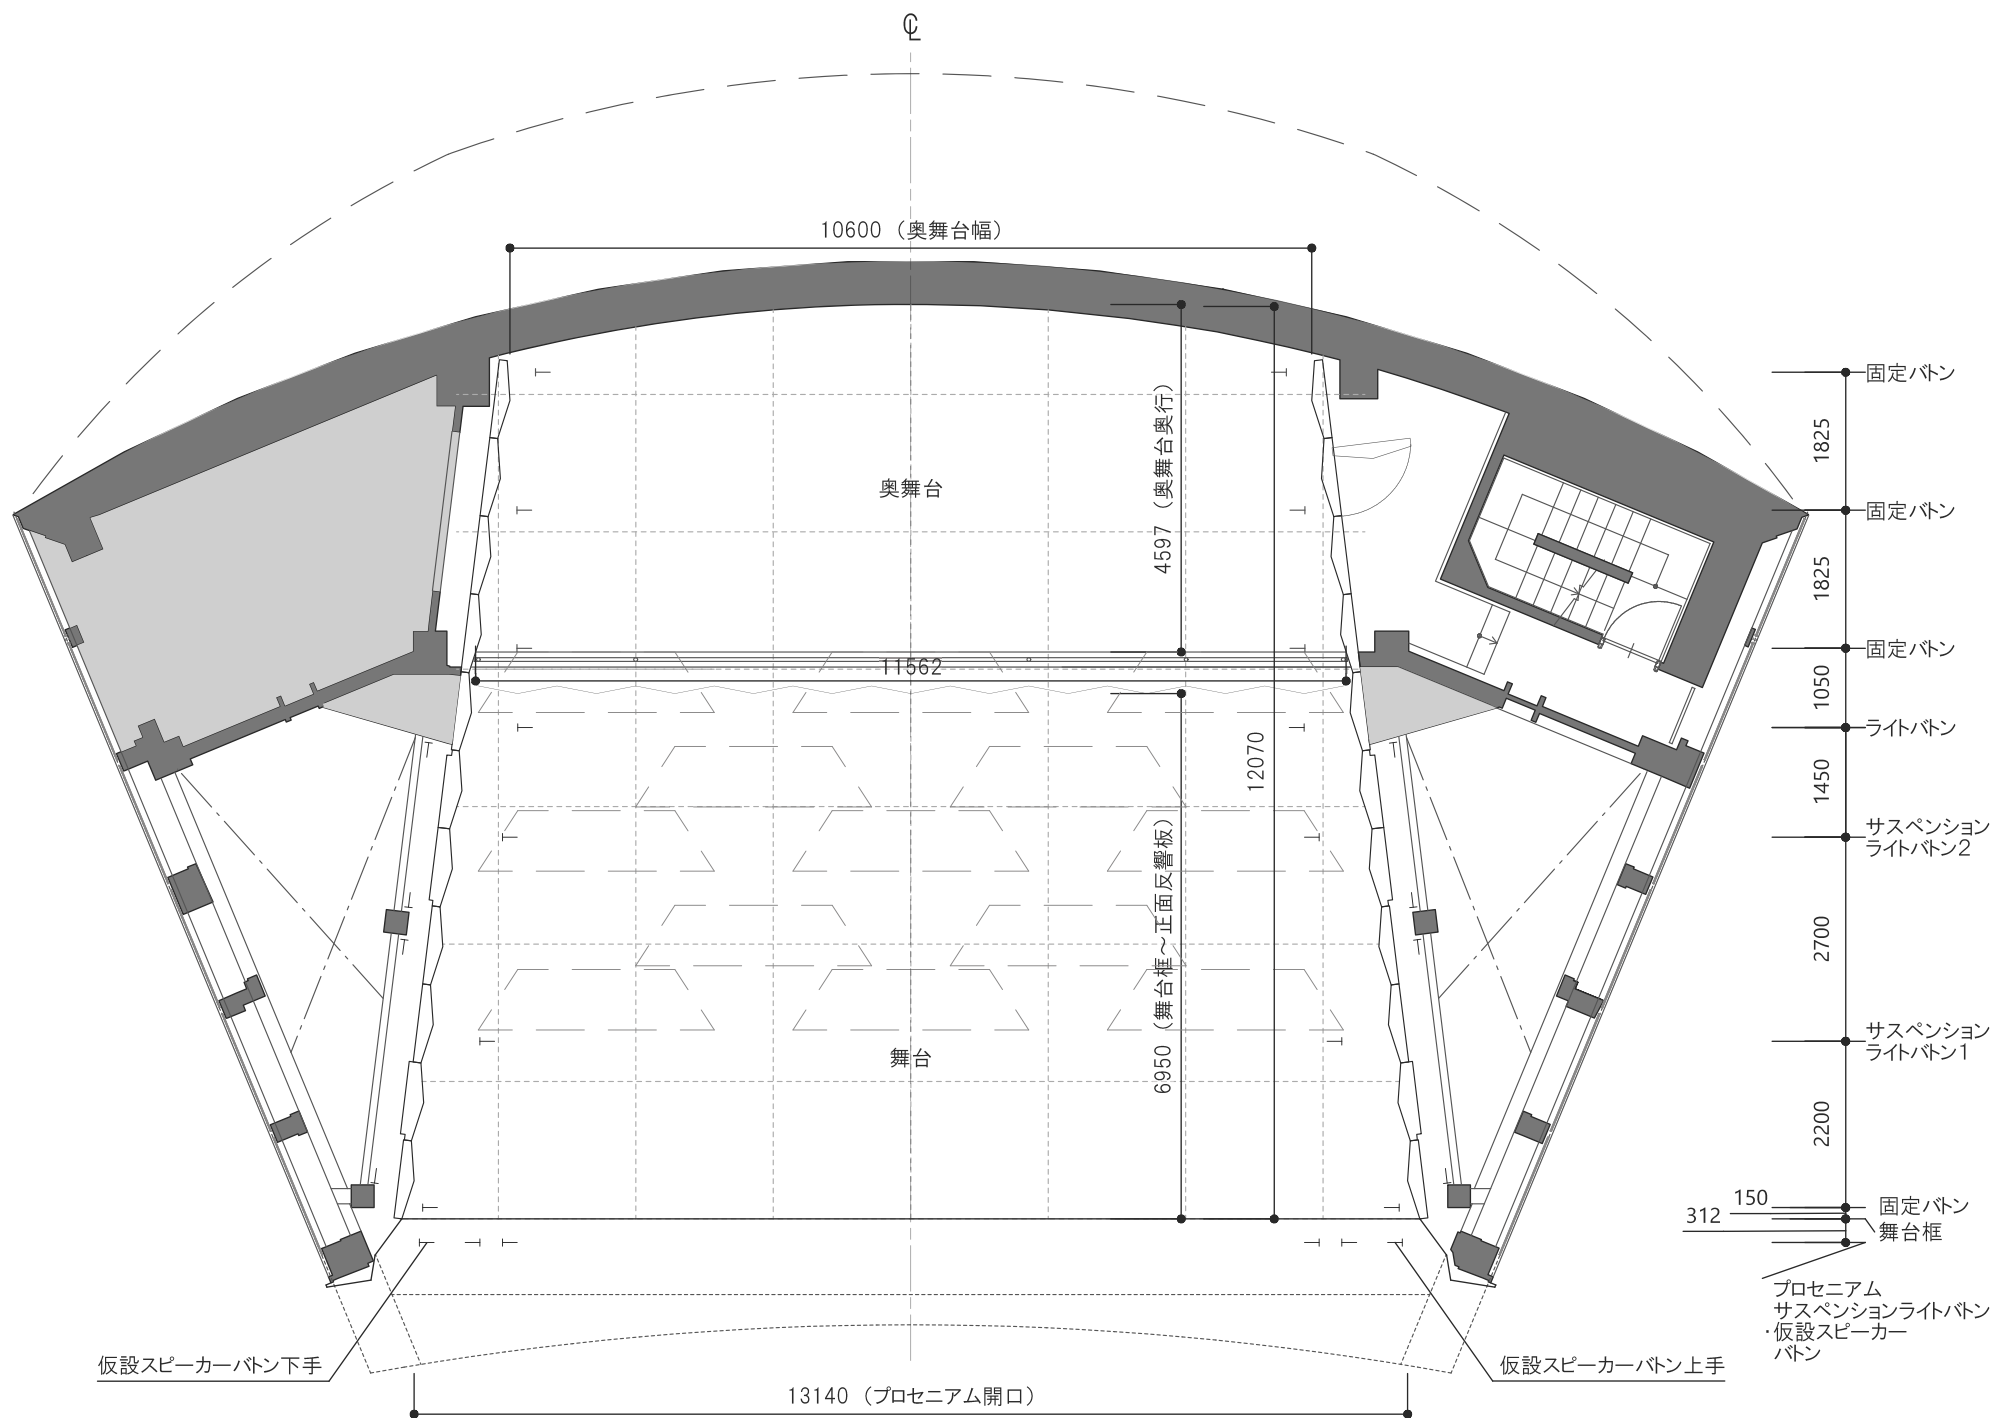 ℄
10600（奥舞台幅）
固定バトン
1825
4597（奥舞台奥行）
奥舞台
固定バトン
1825
固定バトン
11562
1050
ライトバトン
12070
1450
サスペンション
ライトバトン2
6950（舞台框～正面反響板）
2700
サスペンション
ライトバトン1
舞台
2200
150
固定バトン
312
舞台框
プロセニアム
サスペンションライトバトン
・仮設スピーカー
バトン
仮設スピーカーバトン下手
仮設スピーカーバトン上手
13140（プロセニアム開口）